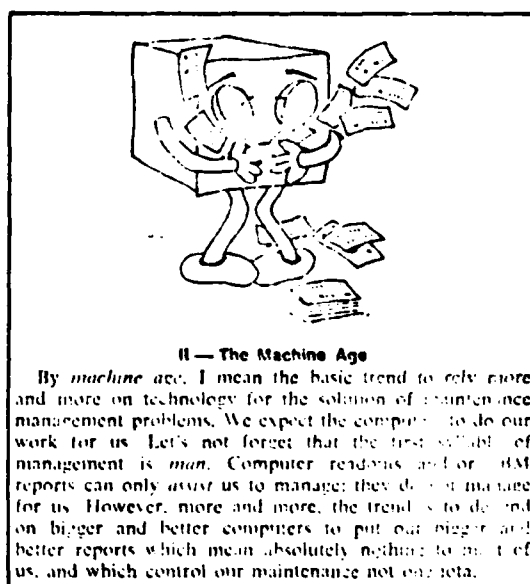 II — The Machine Age
By machine age, I mean the basic trend to rely more
and more on technology for the solution of maintenance
management problems. We expect the computer to do our
work for us. Let's not forget that the first syllable of
management is man. Computer readouts and/or IBM
reports can only assist us to manage; they do not manage
for us. However, more and more, the trend is to depend
on bigger and better computers to put out bigger and
better reports which mean absolutely nothing to most of
us, and which control our maintenance not one iota.